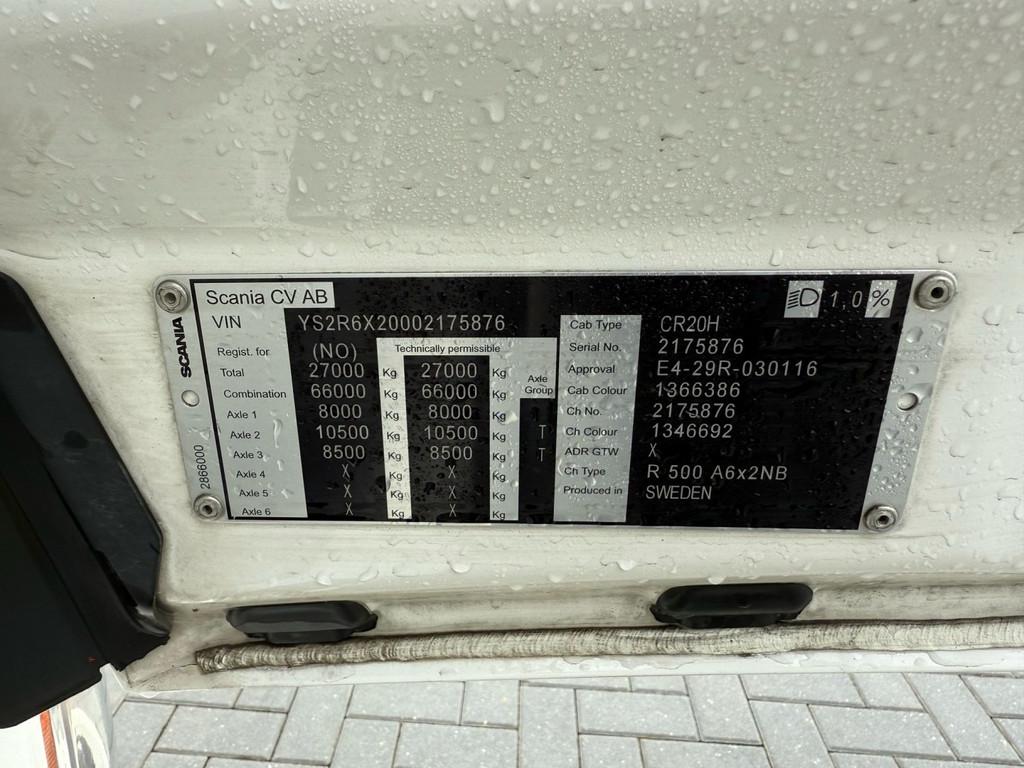 Scania CV AB 1,0 %
SCANIA
2866000
VIN YS2R6X20002175876
Regist. for (NO) Technically permissible
Total 27000 Kg 27000 Kg Axle Group
Combination 66000 Kg 66000 Kg
Axle 1 8000 Kg 8000 Kg
Axle 2 10500 Kg 10500 Kg T
Axle 3 8500 Kg 8500 Kg T
Axle 4 X Kg X Kg
Axle 5 X Kg X Kg
Axle 6 X Kg X Kg
Cab Type CR20H
Serial No. 2175876
Approval E4-29R-030116
Cab Colour 1366386
Ch No. 2175876
Ch Colour 1346692
ADR GTW X
Ch Type R 500 A6x2NB
Produced in SWEDEN